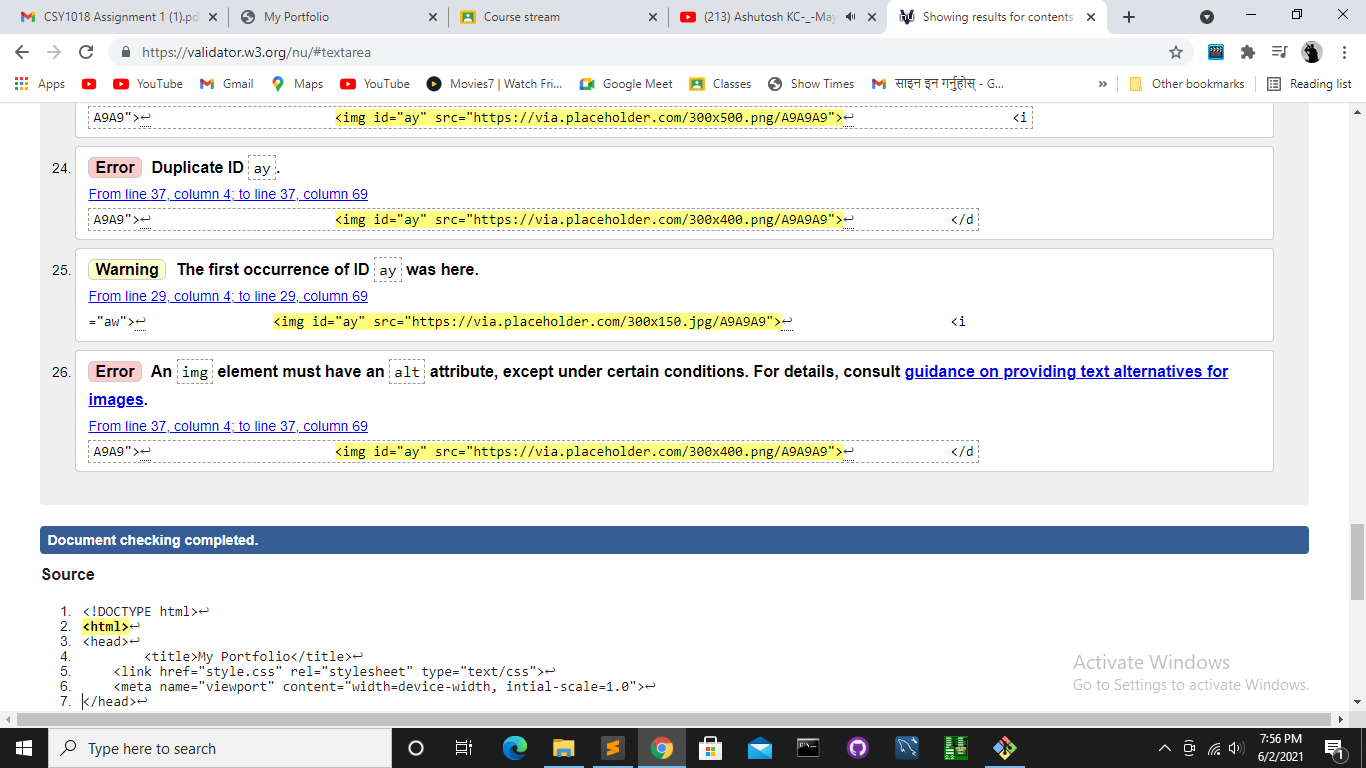 CSY1018 Assignment 1 (1).pd
My Portfolio
Course stream
(213) Ashutosh KC-_-May
Showing results for contents
https://validator.w3.org/nu/#textarea
Apps YouTube Gmail Maps YouTube Movies7 | Watch Fri... Google Meet Classes Show Times साइन इन गर्नुहोस् - G... » Other bookmarks Reading list
A9A9">↩ <img id="ay" src="https://via.placeholder.com/300x500.png/A9A9A9">↩ <i
24. Error Duplicate ID ay.
From line 37, column 4; to line 37, column 69
A9A9">↩ <img id="ay" src="https://via.placeholder.com/300x400.png/A9A9A9">↩ </d
25. Warning The first occurrence of ID ay was here.
From line 29, column 4; to line 29, column 69
="aw">↩ <img id="ay" src="https://via.placeholder.com/300x150.jpg/A9A9A9">↩ <i
26. Error An img element must have an alt attribute, except under certain conditions. For details, consult guidance on providing text alternatives for
images.
From line 37, column 4; to line 37, column 69
A9A9">↩ <img id="ay" src="https://via.placeholder.com/300x400.png/A9A9A9">↩ </d
Document checking completed.
Source
1. <!DOCTYPE html>↩
2. <html>↩
3. <head>↩
4. <title>My Portfolio</title>↩
5. <link href="style.css" rel="stylesheet" type="text/css">↩
6. <meta name="viewport" content="width=device-width, intial-scale=1.0">↩
7. </head>↩
Activate Windows
Go to Settings to activate Windows.
Type here to search
7:56 PM
6/2/2021
1